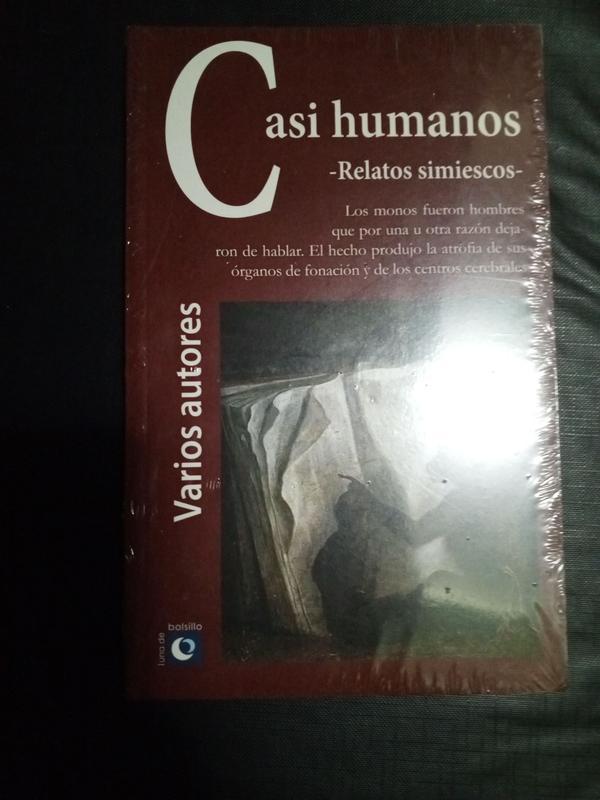 Casi humanos
-Relatos simiescos-
Los monos fueron hombres
que por una u otra razón deja-
ron de hablar. El hecho produjo la atrofia de sus
órganos de fonación y de los centros cerebrales
Varios autores
luna de
bolsillo